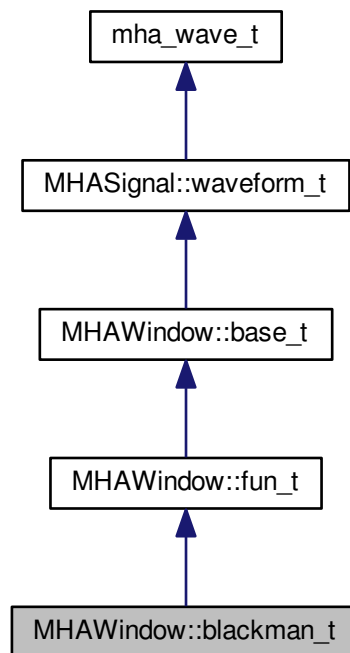 mha_wave_t
MHASignal::waveform_t
MHAWindow::base_t
MHAWindow::fun_t
MHAWindow::blackman_t